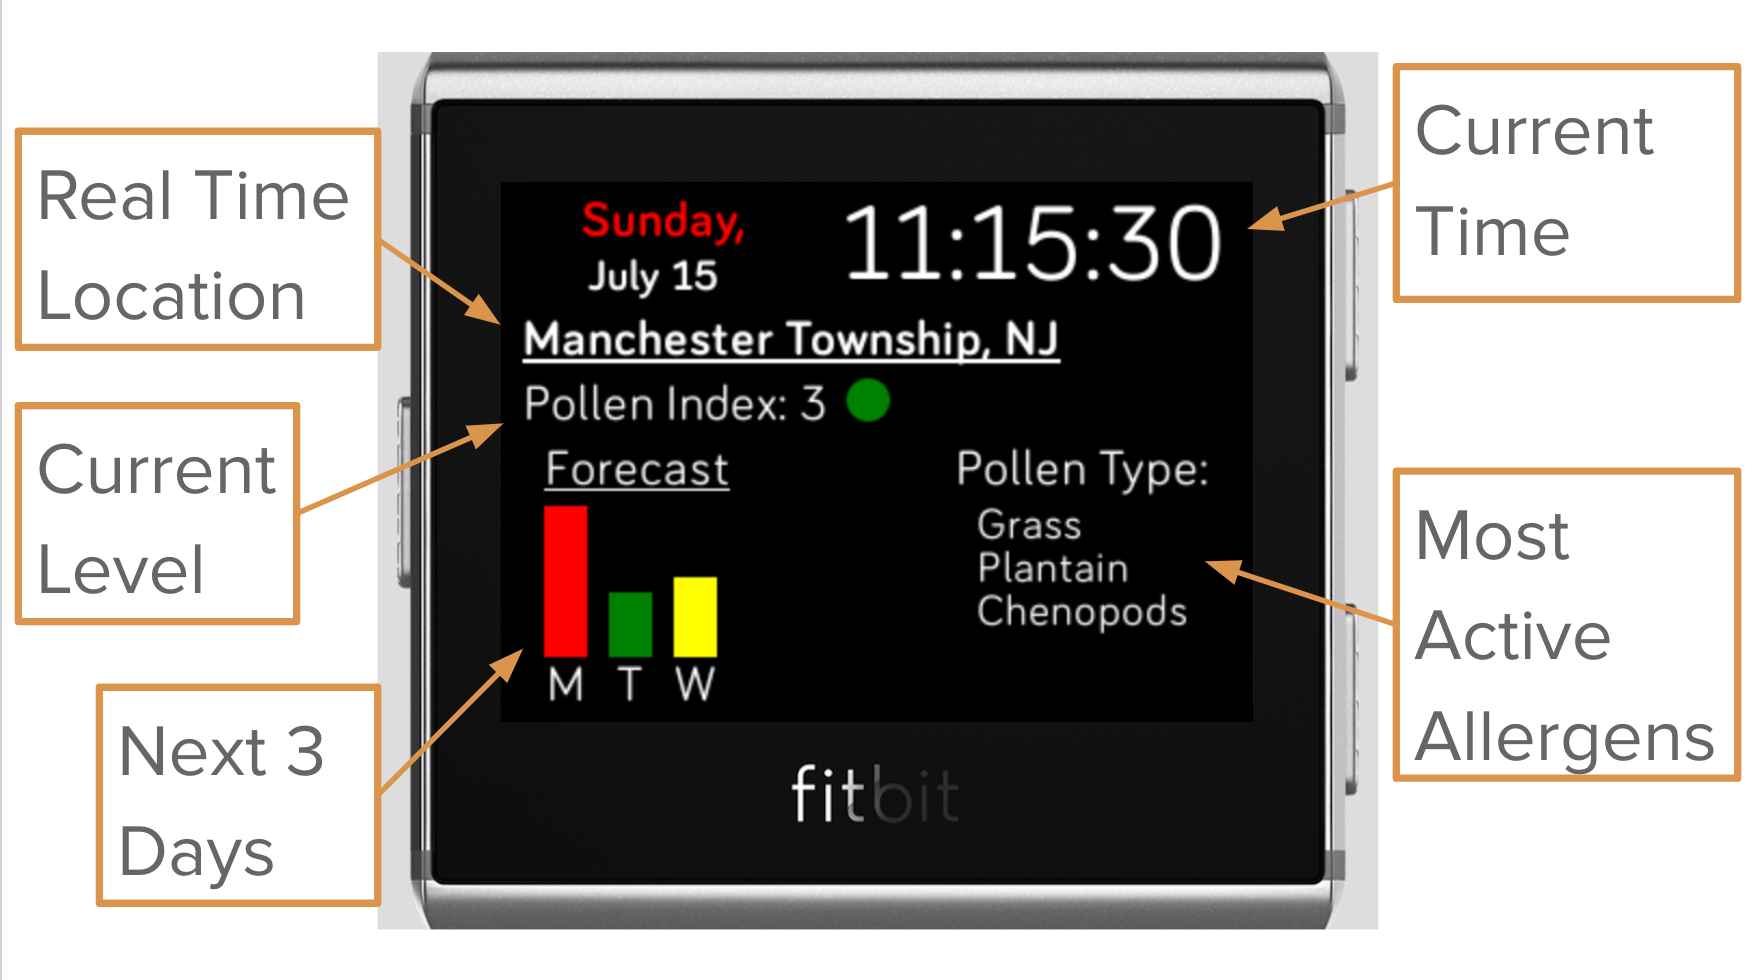 Real Time
Location
Current
Level
Next 3
Days
Sunday,
July 15
11:15:30
Manchester Township, NJ
Pollen Index: 3
Forecast
M T W
Pollen Type:
Grass
Plantain
Chenopods
fitbit
Current
Time
Most
Active
Allergens